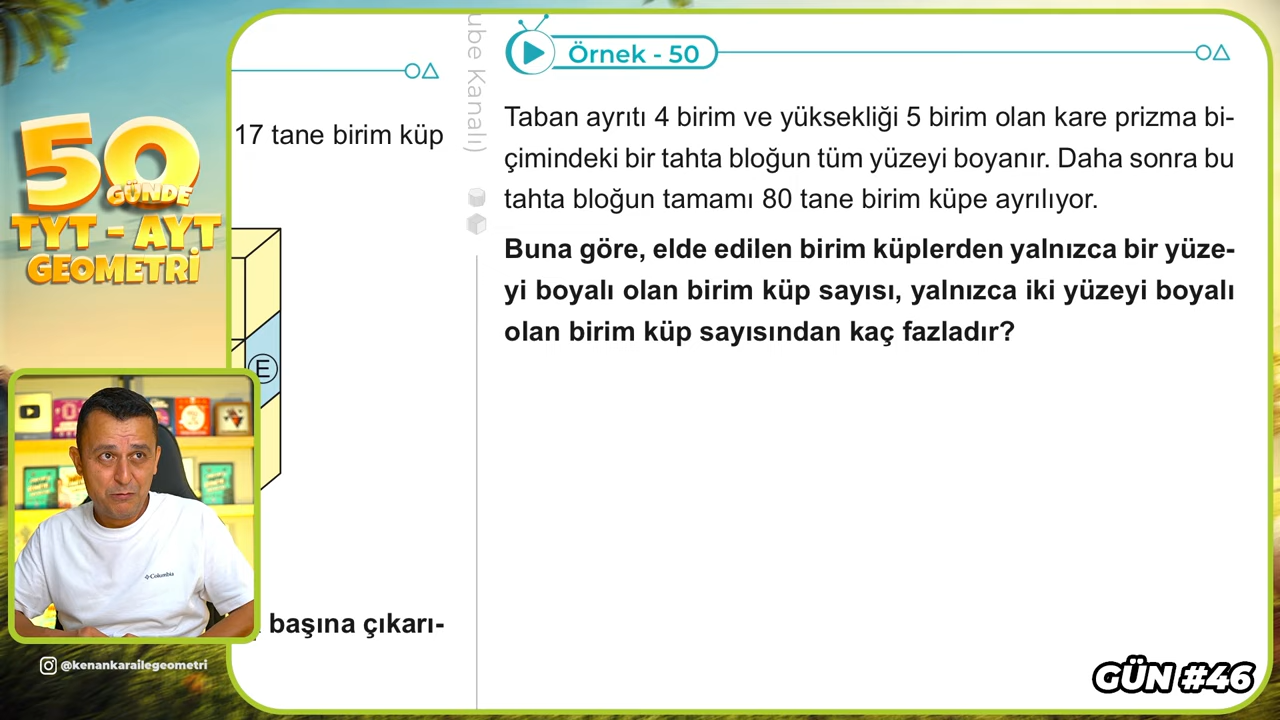 50
GÜNDE
TYT - AYT
GEOMETRİ
17 tane birim küp
E
başına çıkarı-
ube Kanalı)
Örnek - 50
Taban ayrıtı 4 birim ve yüksekliği 5 birim olan kare prizma bi-
çimindeki bir tahta bloğun tüm yüzeyi boyanır. Daha sonra bu
tahta bloğun tamamı 80 tane birim küpe ayrılıyor.
Buna göre, elde edilen birim küplerden yalnızca bir yüze-
yi boyalı olan birim küp sayısı, yalnızca iki yüzeyi boyalı
olan birim küp sayısından kaç fazladır?
Columbia
@kenankarailegeometri
GÜN #46